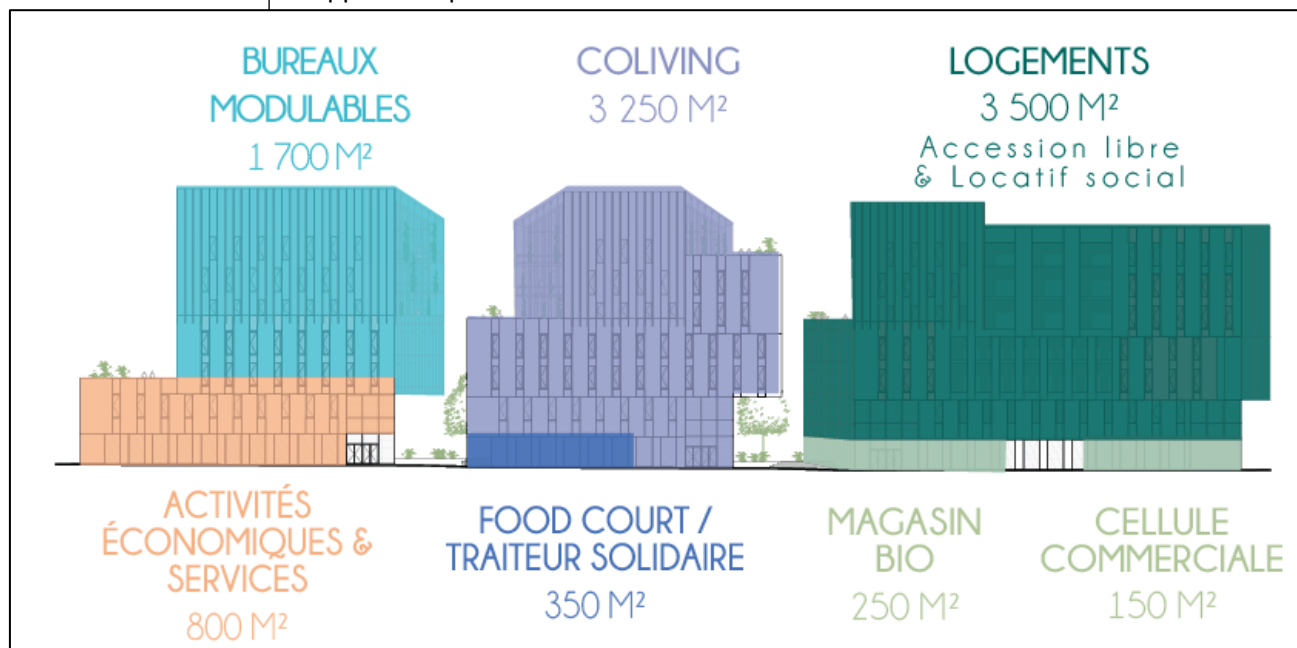 BUREAUX
MODULABLES
1 700 M²
COLIVING
3 250 M²
LOGEMENTS
3 500 M²
Accession libre
& Locatif social
ACTIVITÉS
ÉCONOMIQUES &
SERVICES
800 M²
FOOD COURT /
TRAITEUR SOLIDAIRE
350 M²
MAGASIN
BIO
250 M²
CELLULE
COMMERCIALE
150 M²